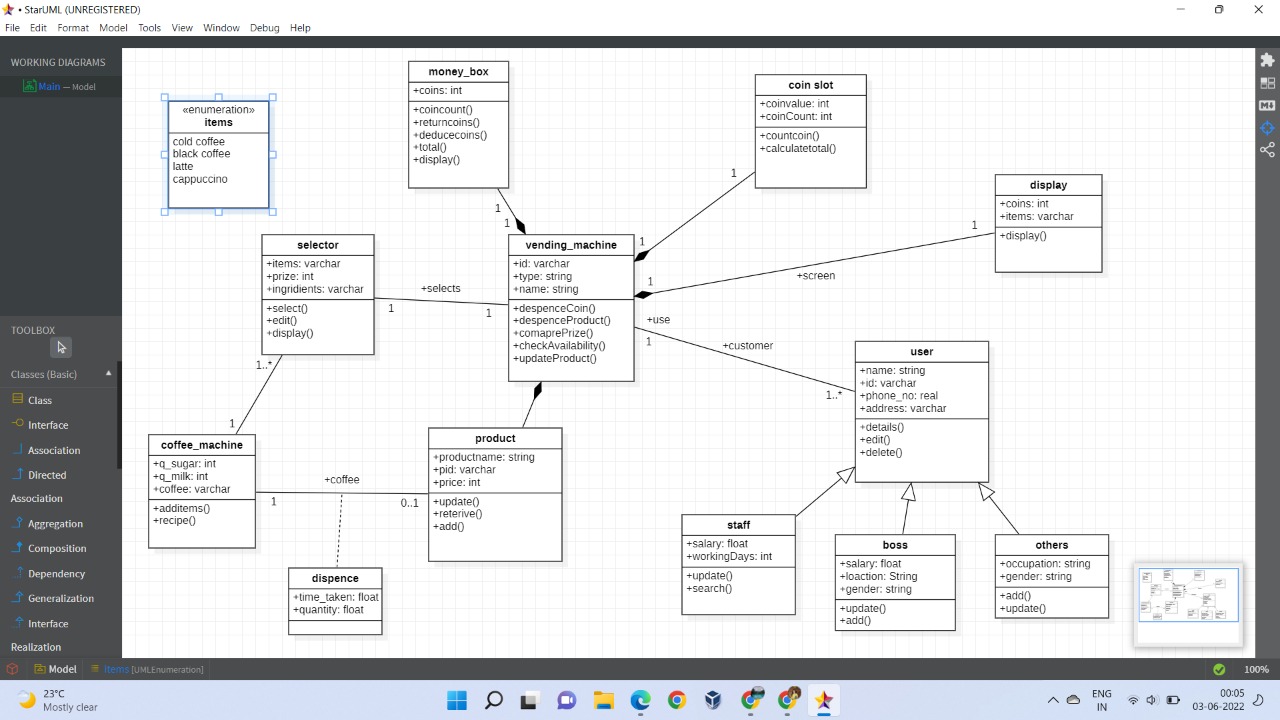 • StarUML (UNREGISTERED)
File Edit Format Model Tools View Window Debug Help
WORKING DIAGRAMS
Main — Model
«enumeration»
items
cold coffee
black coffee
latte
cappuccino
money_box
+coins: int
+coincount()
+returncoins()
+deducecoins()
+total()
+display()
coin slot
+coinvalue: int
+coinCount: int
+countcoin()
+calculatetotal()
display
+coins: int
+items: varchar
+display()
selector
+items: varchar
+prize: int
+ingridients: varchar
+select()
+edit()
+display()
vending_machine
+id: varchar
+type: string
+name: string
+despenceCoin()
+despenceProduct()
+comaprePrize()
+checkAvailability()
+updateProduct()
1
1
1
1
1
1
+screen
+selects
1
1
+use
1
+customer
1..*
user
+name: string
+id: varchar
+phone_no: real
+address: varchar
+details()
+edit()
+delete()
1..*
1
coffee_machine
+q_sugar: int
+q_milk: int
+coffee: varchar
+additems()
+recipe()
+coffee
1
0..1
product
+productname: string
+pid: varchar
+price: int
+update()
+reterive()
+add()
dispence
+time_taken: float
+quantity: float
staff
+salary: float
+workingDays: int
+update()
+search()
boss
+salary: float
+loaction: String
+gender: string
+update()
+add()
others
+occupation: string
+gender: string
+add()
+update()
TOOLBOX
Classes (Basic)
Class
Interface
Association
Directed
Association
Aggregation
Composition
Dependency
Generalization
Interface
Realization
M↓
Model
items [UMLEnumeration]
100%
23°C
Mostly clear
ENG
IN
00:05
03-06-2022